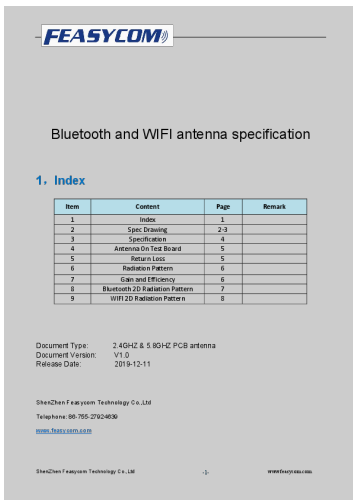 FEASYCOM
Bluetooth and WIFI antenna specification
1，Index
Item Content Page Remark
1 Index 1
2 Spec Drawing 2-3
3 Specification 4
4 Antenna On Test Board 5
5 Return Loss 5
6 Radiation Pattern 6
7 Gain and Efficiency 6
8 Bluetooth 2D Radiation Pattern 7
9 WIFI 2D Radiation Pattern 8
Document Type: 2.4GHZ & 5.8GHZ PCB antenna
Document Version: V1.0
Release Date: 2019-12-11
ShenZhen Feasycom Technology Co.,Ltd
Telephone: 86-755-27924639
www.feasycom.com
ShenZhen Feasycom Technology Co.,Ltd -1- www.feasycom.com